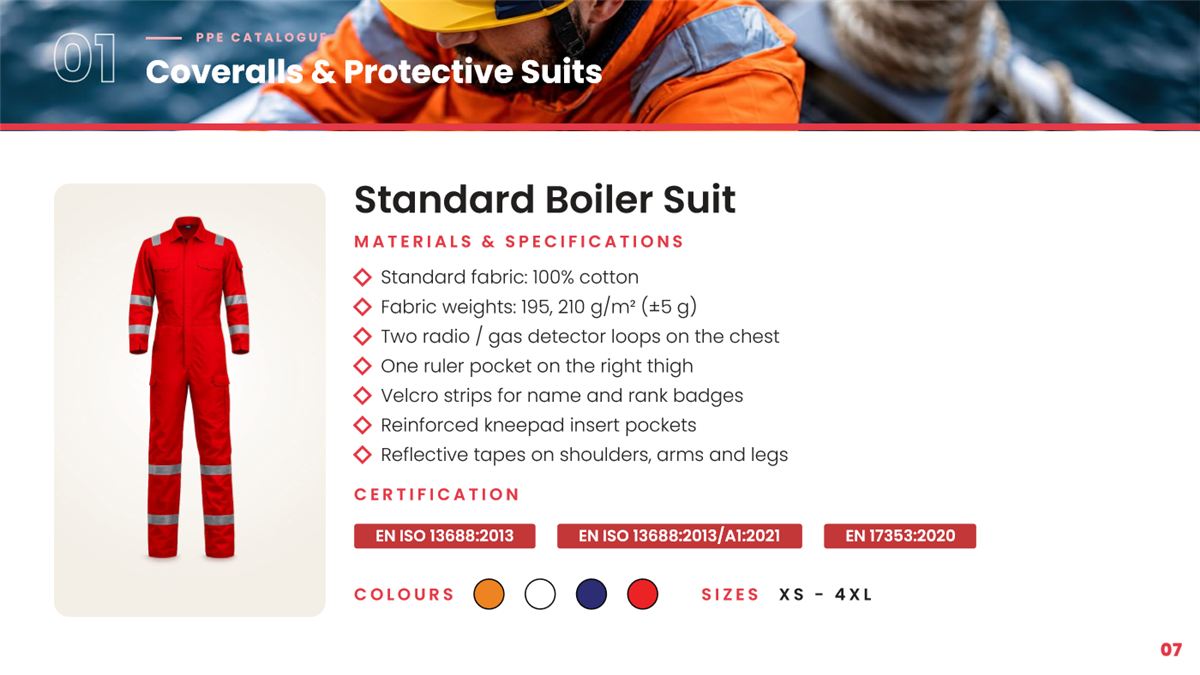 01
PPE CATALOGUE
Coveralls & Protective Suits
Standard Boiler Suit
MATERIALS & SPECIFICATIONS
Standard fabric: 100% cotton
Fabric weights: 195, 210 g/m² (±5 g)
Two radio / gas detector loops on the chest
One ruler pocket on the right thigh
Velcro strips for name and rank badges
Reinforced kneepad insert pockets
Reflective tapes on shoulders, arms and legs
CERTIFICATION
EN ISO 13688:2013 EN ISO 13688:2013/A1:2021 EN 17353:2020
COLOURS SIZES XS - 4XL
07